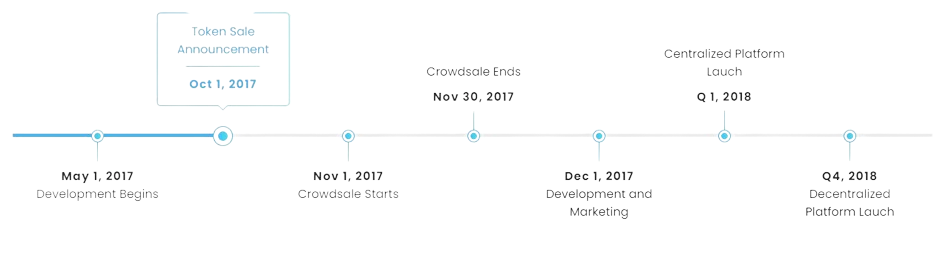 Token Sale
Announcement
Oct 1, 2017
Crowdsale Ends
Nov 30, 2017
Centralized Platform
Lauch
Q 1, 2018
May 1, 2017
Development Begins
Nov 1, 2017
Crowdsale Starts
Dec 1, 2017
Development and
Marketing
Q4, 2018
Decentralized
Platform Lauch